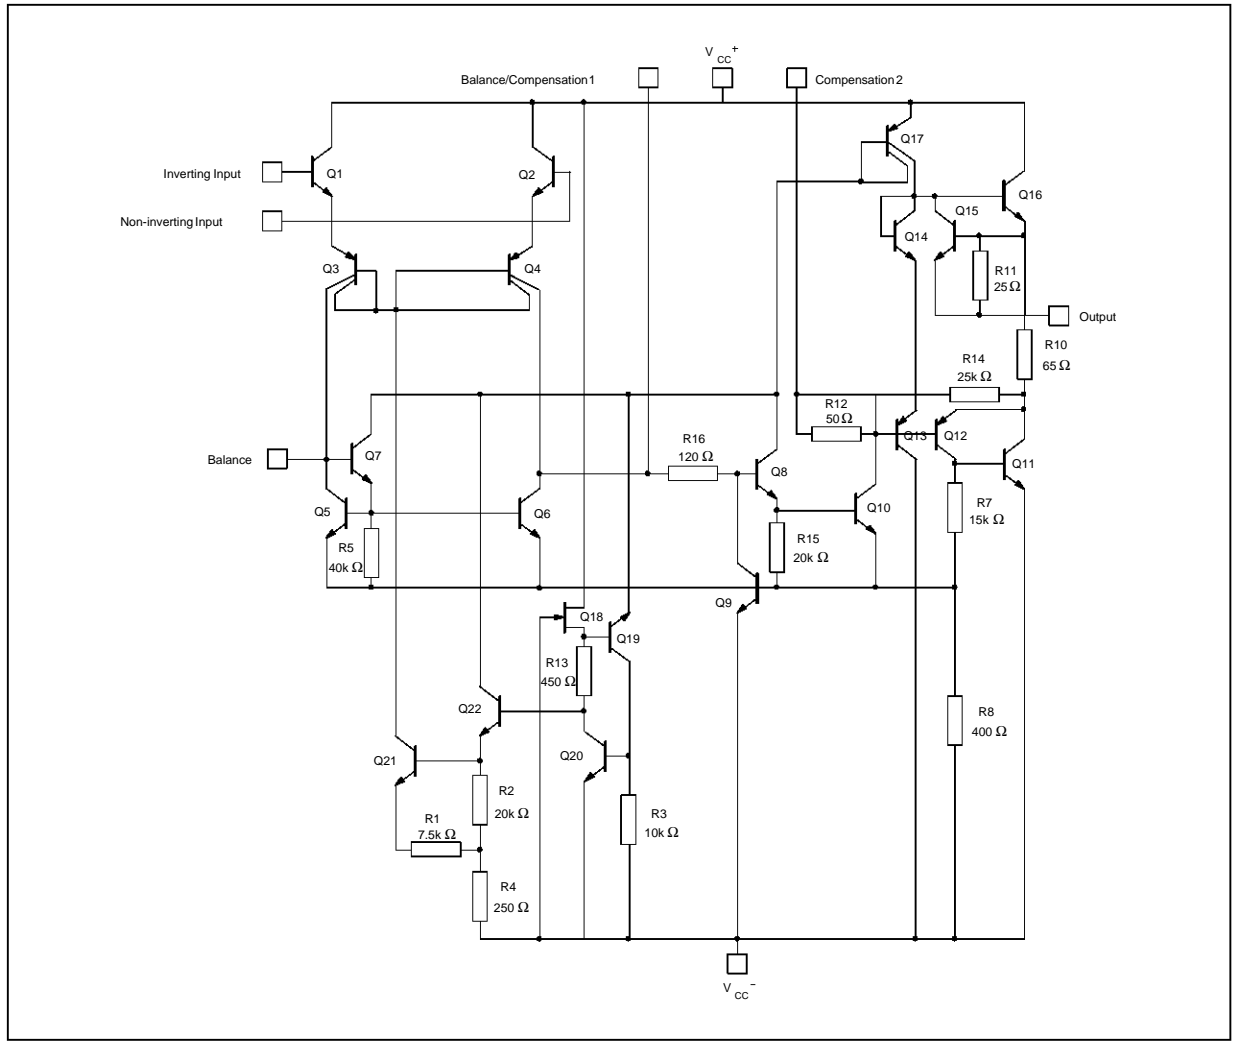 V CC +
Balance/Compensation 1
Compensation 2
Q17
Inverting Input
Q1
Q2
Q16
Non-inverting Input
Q15
Q14
Q3
Q4
R11
25 Ω
Output
R10
65 Ω
R14
25k Ω
R12
50 Ω
Q13
Q12
R16
120 Ω
Balance
Q7
Q8
Q11
Q5
Q6
Q10
R7
15k Ω
R5
40k Ω
R15
20k Ω
Q9
Q18
Q19
R13
450 Ω
Q22
R8
400 Ω
Q21
Q20
R2
20k Ω
R1
7.5k Ω
R3
10k Ω
R4
250 Ω
V CC −